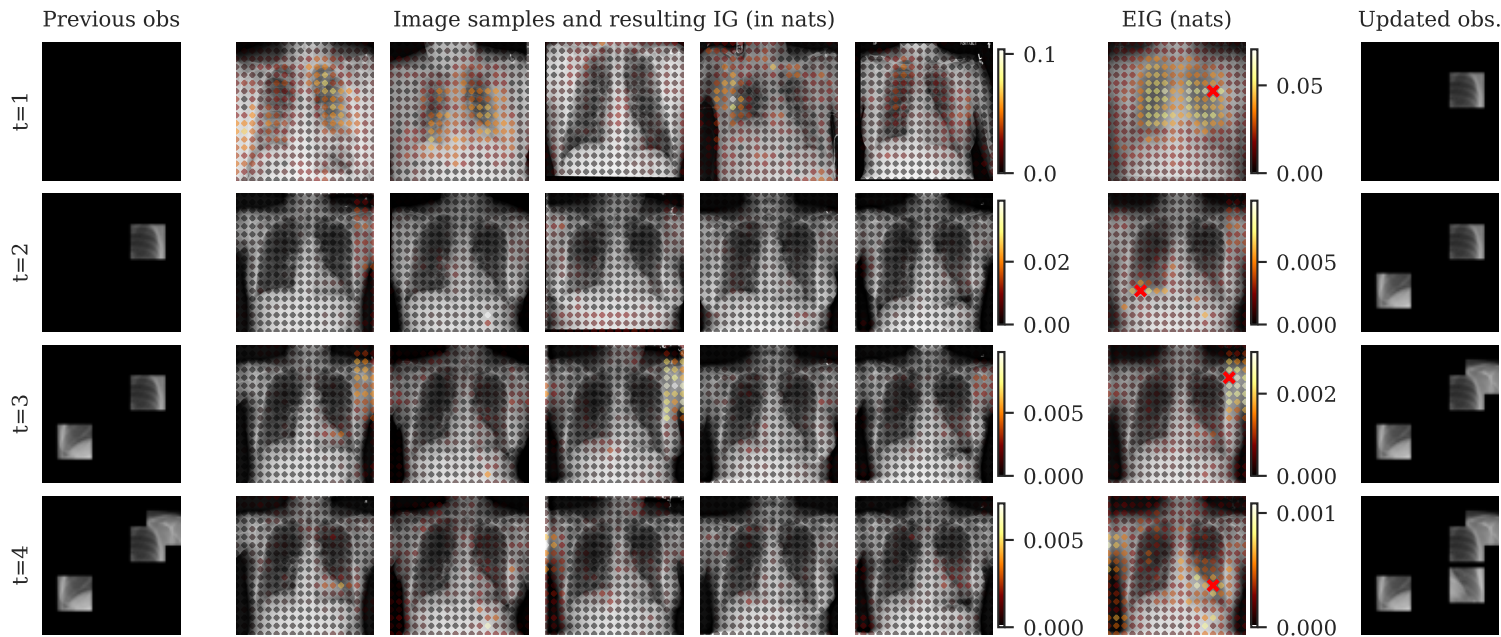 Previous obs
Image samples and resulting IG (in nats)
EIG (nats)
Updated obs.
t=1
0.1
0.0
0.05
0.00
t=2
0.02
0.00
0.005
0.000
t=3
0.005
0.000
0.002
0.000
t=4
0.005
0.000
0.001
0.000